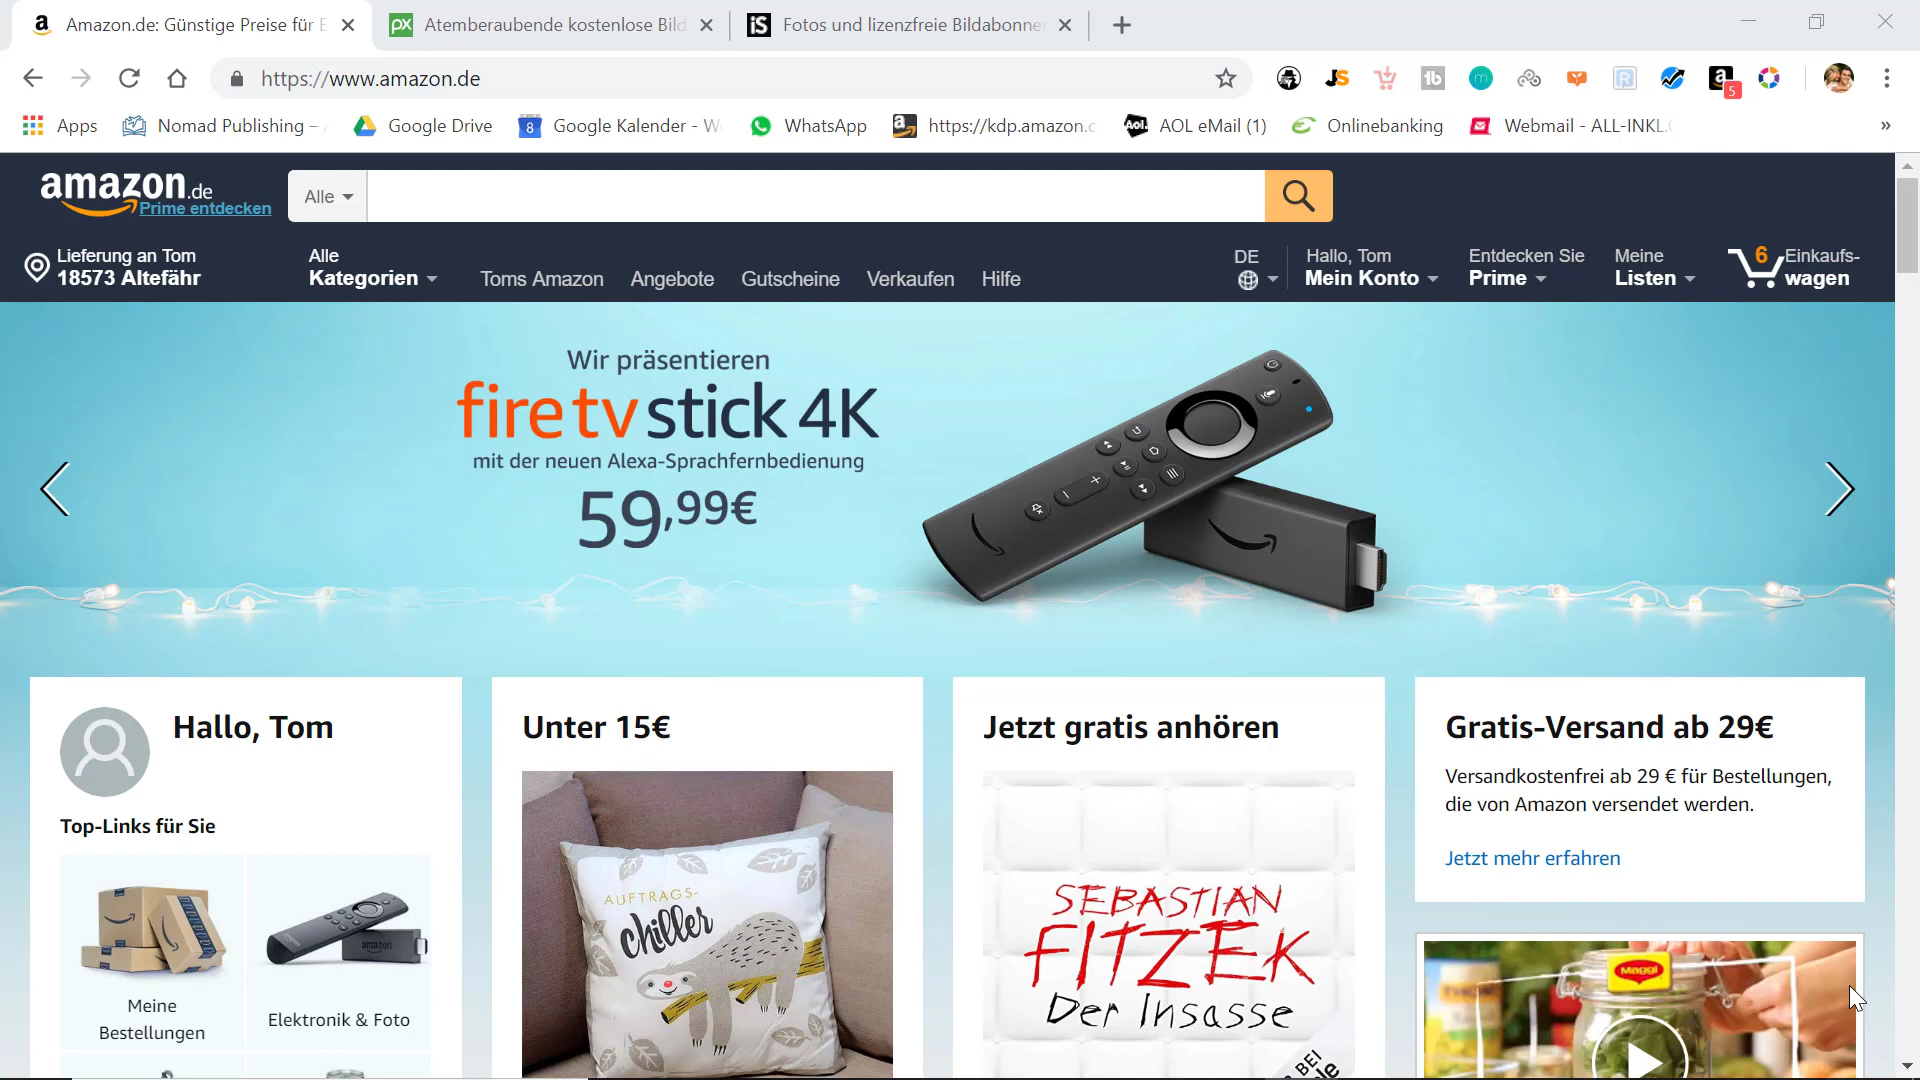 Amazon.de: Günstige Preise für E
Atemberaubende kostenlose Bild
iS Fotos und lizenzfreie Bildabonne
https://www.amazon.de
5
Apps
Nomad Publishing –
Google Drive
8 Google Kalender - W
WhatsApp
https://kdp.amazon.c
Aol. AOL eMail (1)
Onlinebanking
Webmail - ALL-INKL.C
»
amazon.de
Prime entdecken
Alle
Lieferung an Tom
18573 Altefähr
Alle
Kategorien
Toms Amazon
Angebote
Gutscheine
Verkaufen
Hilfe
DE
Hallo, Tom
Mein Konto
Entdecken Sie
Prime
Meine
Listen
6 Einkaufs-
wagen
Wir präsentieren
fire tv stick 4K
mit der neuen Alexa-Sprachfernbedienung
59,99€
Hallo, Tom
Top-Links für Sie
amazon
Meine
Bestellungen
Elektronik & Foto
Unter 15€
AUFTRAGS-
chiller
Jetzt gratis anhören
SEBASTIAN
FITZEK
Der Insasse
BEI
Gratis-Versand ab 29€
Versandkostenfrei ab 29 € für Bestellungen,
die von Amazon versendet werden.
Jetzt mehr erfahren
Maggi